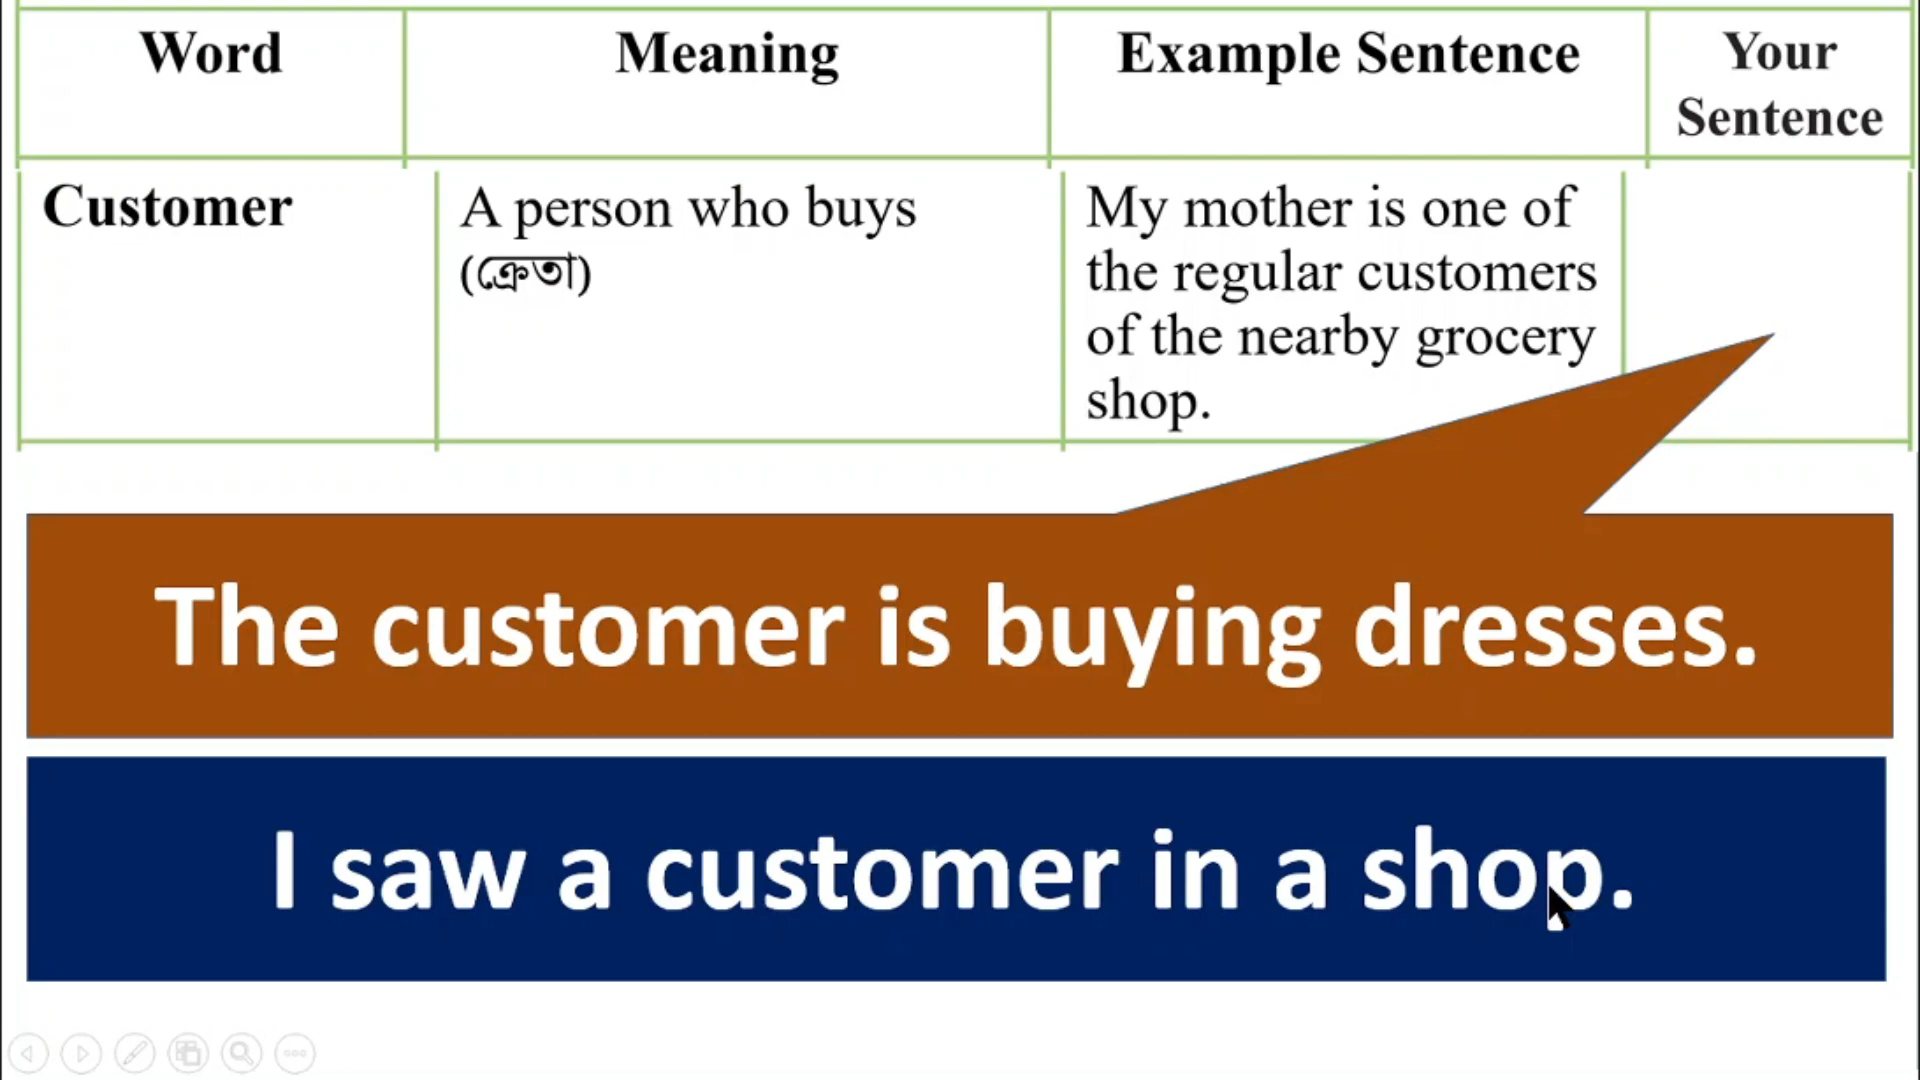 Word Meaning Example Sentence Your
Sentence
Customer A person who buys My mother is one of
(ক্রেতা) the regular customers
of the nearby grocery
shop.
The customer is buying dresses.
I saw a customer in a shop.